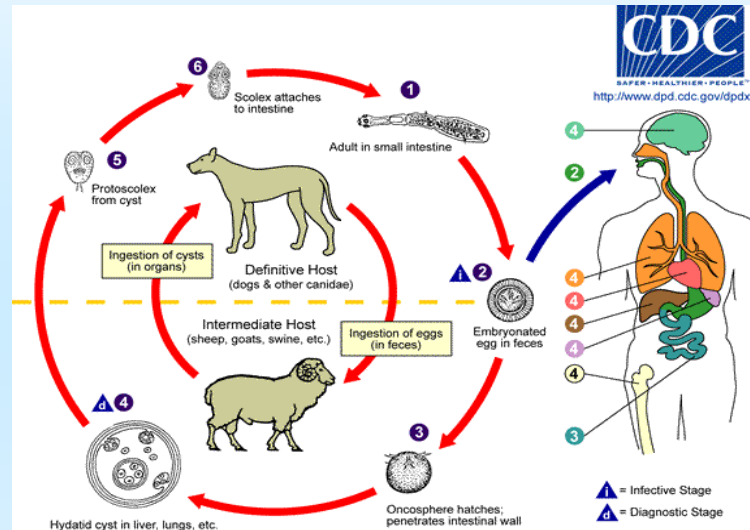 CDC
SAFER • HEALTHIER • PEOPLE™
http://www.dpd.cdc.gov/dpdx
6
Scolex attaches
to intestine
1
Adult in small intestine
5
Protoscolex
from cyst
Ingestion of cysts
(in organs)
Definitive Host
(dogs & other canidae)
Intermediate Host
(sheep, goats, swine, etc.)
Ingestion of eggs
(in feces)
i 2
Embryonated
egg in feces
d 4
Hydatid cyst in liver, lungs, etc.
3
Oncosphere hatches;
penetrates intestinal wall
4
2
4
4
4
4
4
3
i = Infective Stage
d = Diagnostic Stage